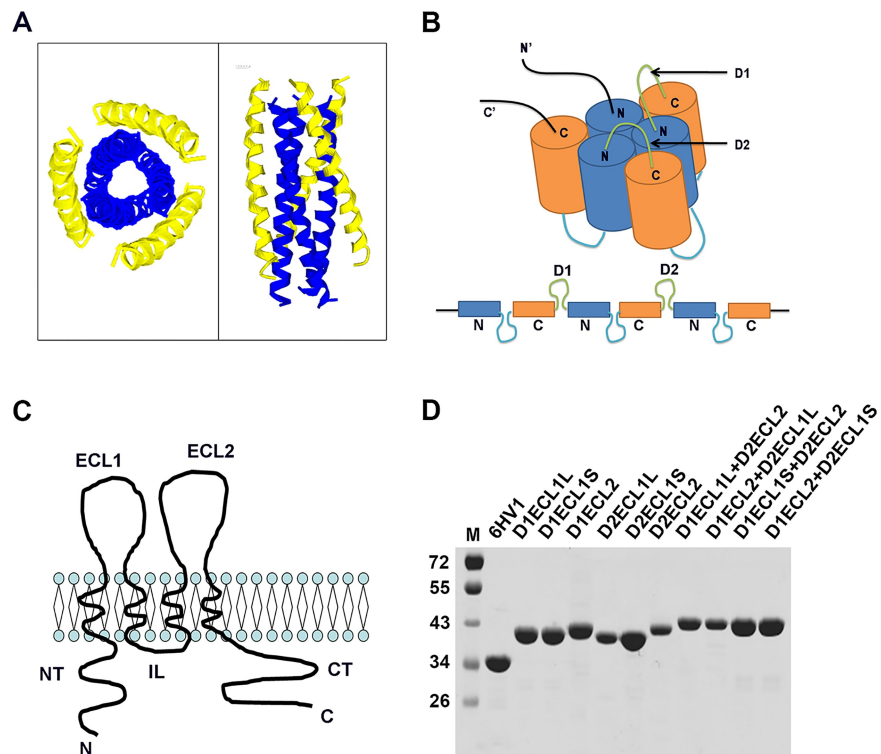 A
B
N'
C'
D1
D2
C
N
N
C
N
C
D1
D2
N
C
N
C
N
C
C
ECL1
ECL2
NT
IL
CT
C
N
D
M
6HV1
D1ECL1L
D1ECL1S
D1ECL2
D2ECL1L
D2ECL1S
D2ECL2
D1ECL1L+D2ECL2
D1ECL2+D2ECL1L
D1ECL1S+D2ECL2
D1ECL2+D2ECL1S
72
55
43
34
26